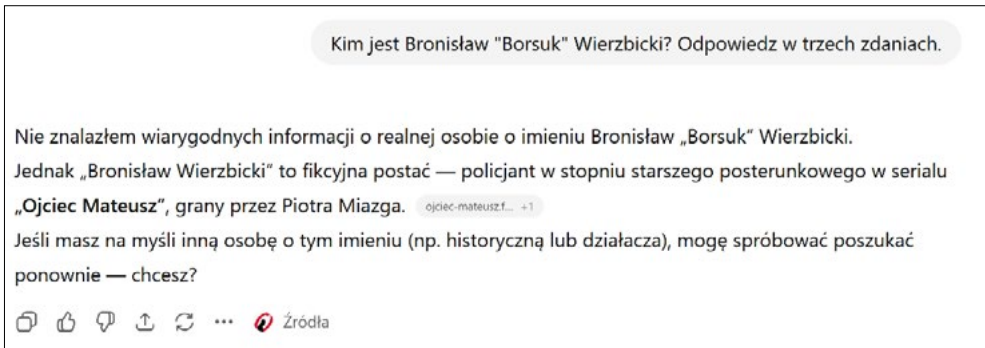 Kim jest Bronisław "Borsuk" Wierzbicki? Odpowiedz w trzech zdaniach.
Nie znalazłem wiarygodnych informacji o realnej osobie o imieniu Bronisław „Borsuk” Wierzbicki.
Jednak „Bronisław Wierzbicki” to fikcyjna postać — policjant w stopniu starszego posterunkowego w serialu
„Ojciec Mateusz”, grany przez Piotra Miazga. ojciec-mateusz.f... +1
Jeśli masz na myśli inną osobę o tym imieniu (np. historyczną lub działacza), mogę spróbować poszukać
ponownie — chcesz?
Źródła